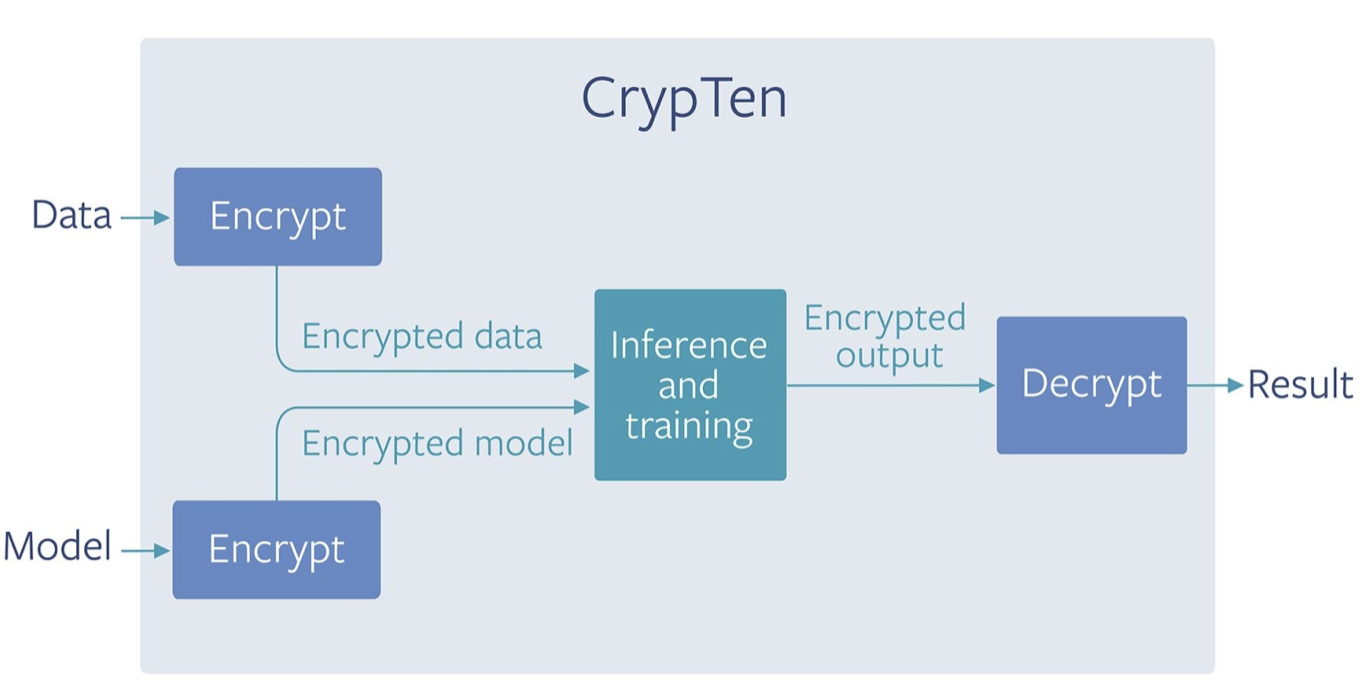 CrypTen
Data
Encrypt
Encrypted data
Inference
and
training
Encrypted
output
Decrypt
Result
Encrypted model
Model
Encrypt